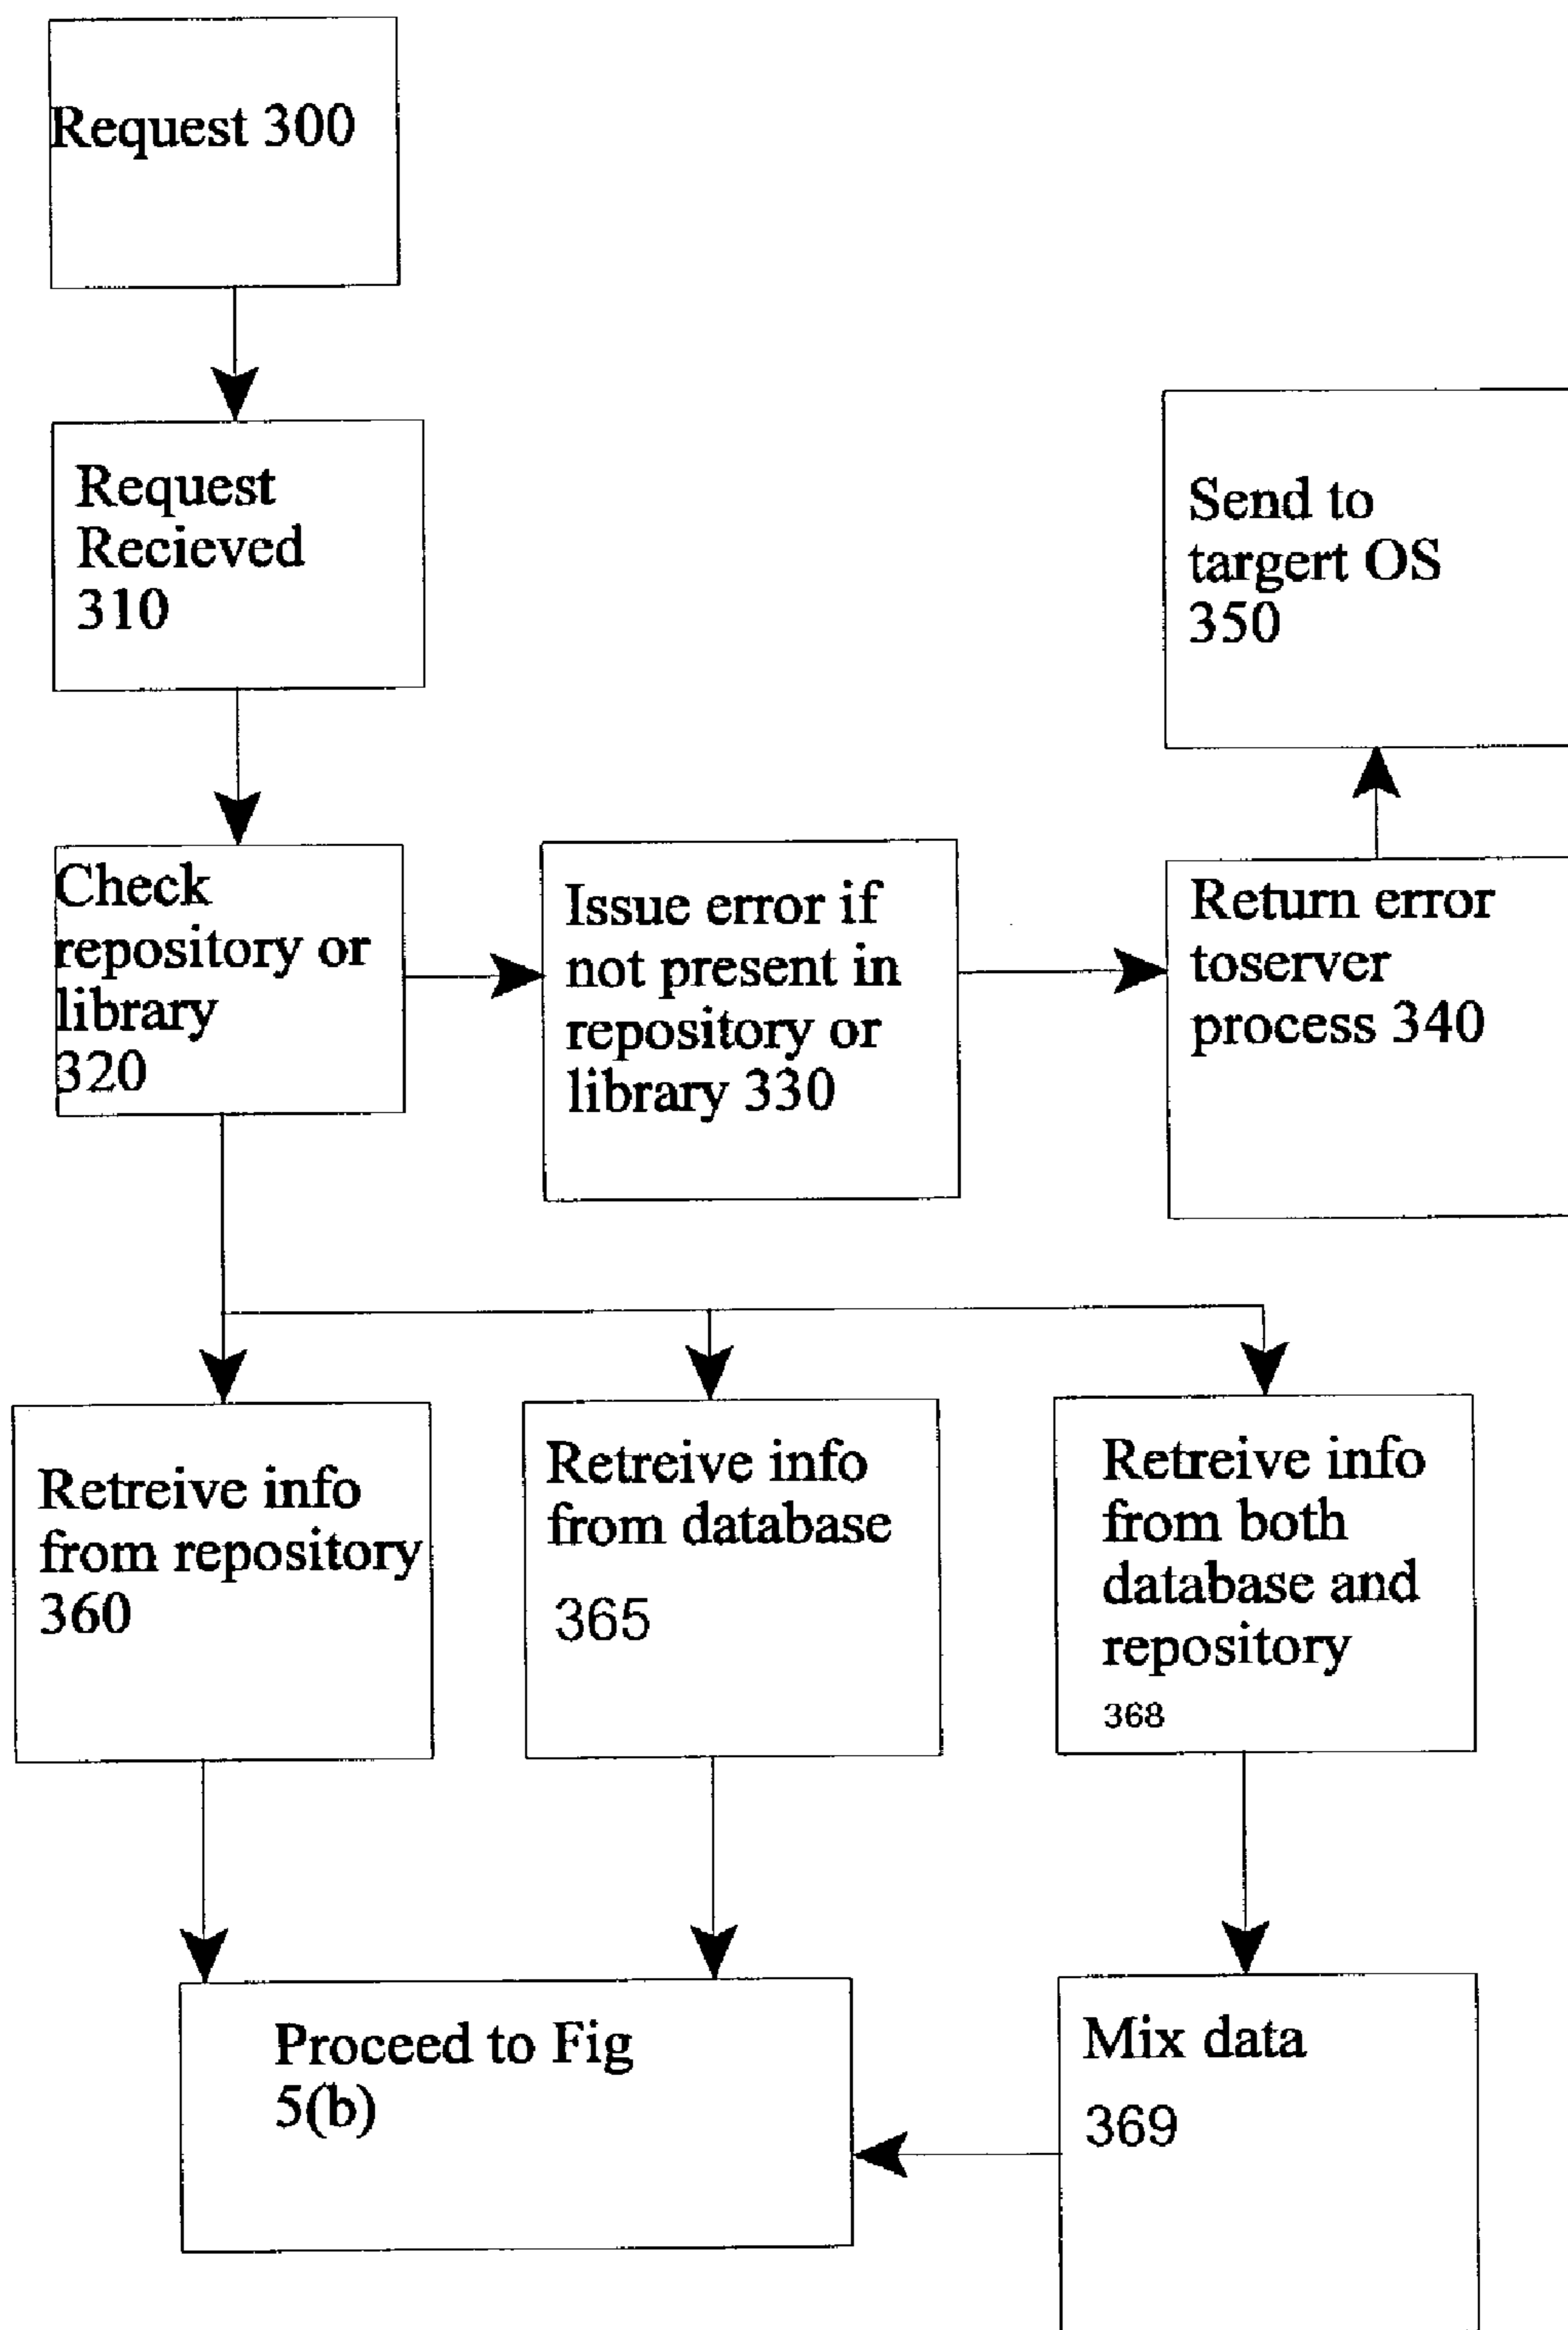 Request 300
Request
Recieved
310
Send to
targert OS
350
Check
repository or
library
320
Issue error if
not present in
repository or
library 330
Return error
toserver
process 340
Retreive info
from repository
360
Retreive info
from database
365
Retreive info
from both
database and
repository
368
Proceed to Fig
5(b)
Mix data
369